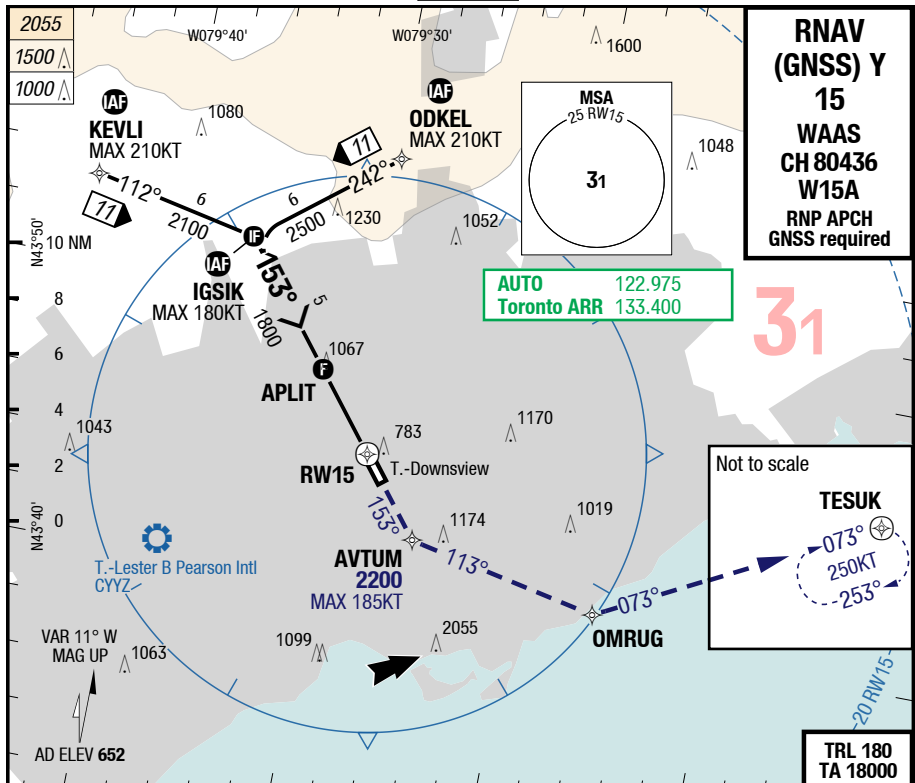 2055
1500
1000
W079°40'
W079°30'
1600
RNAV
(GNSS) Y
15
WAAS
CH 80436
W15A
RNP APCH
GNSS required
IAF
KEVLI
MAX 210KT
1080
IAF
ODKEL
MAX 210KT
MSA
25 RW15
31
1048
11
112°
6
2100
11
242°
6
2500
1230
1052
N43°50'
10 NM
IF
IAF
IGSIK
MAX 180KT
153°
5
1800
AUTO 122.975
Toronto ARR 133.400
31
8
6
4
2
0
1067
F
APLIT
1043
783
1170
RW15
T.-Downsview
N43°40'
153°
1174
1019
T.-Lester B Pearson Intl
CYYZ
AVTUM
2200
MAX 185KT
113°
Not to scale
TESUK
073°
250KT
253°
073°
OMRUG
VAR 11° W
MAG UP
1063
1099
2055
20 RW15
AD ELEV 652
TRL 180
TA 18000